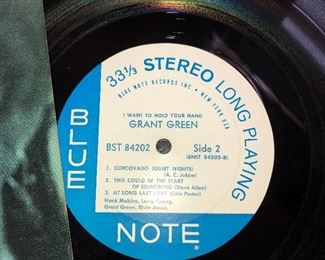 33 1/3 STEREO LONG PLAYING
BLUE NOTE RECORDS INC • NEW YORK USA
I WANT TO HOLD YOUR HAND
GRANT GREEN
BST 84202 Side 2
(BNST 84202-B)
1. CORCOVADO (QUIET NIGHTS)
(A. C. Jobim)
2. THIS COULD BE THE START
OF SOMETHING (Steve Allen)
3. AT LONG LAST LOVE (Cole Porter)
Hank Mobley, Larry Young,
Grant Green, Elvin Jones.
BLUE
NOTE